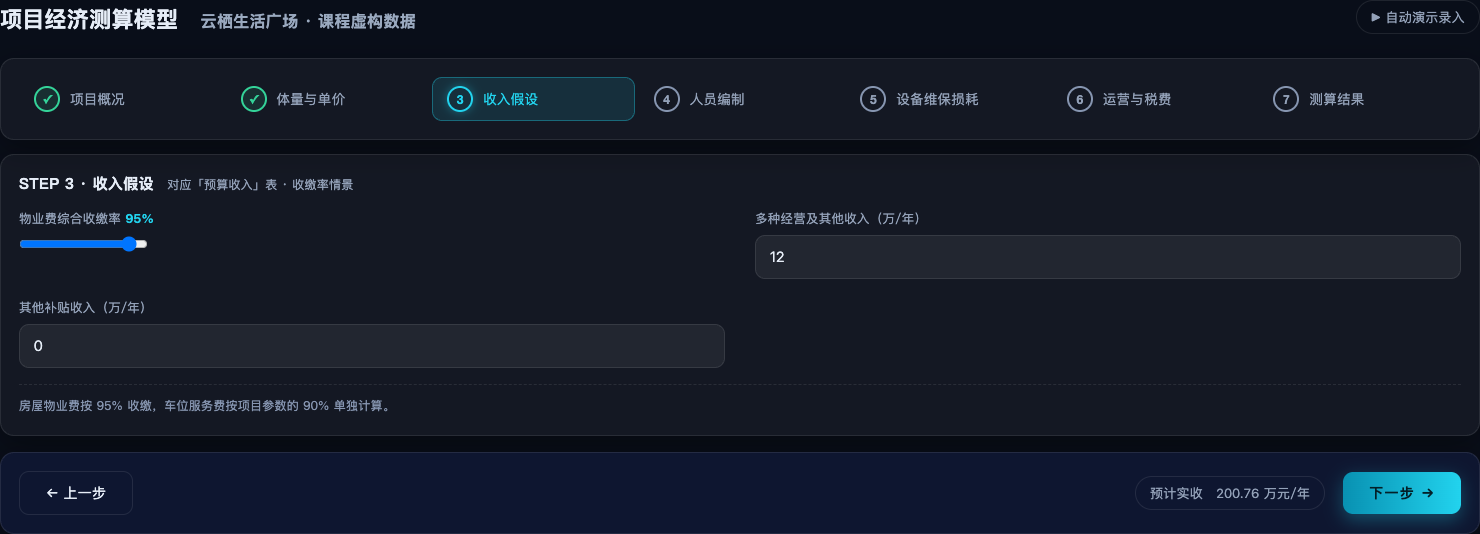 项目经济测算模型 云栖生活广场 · 课程虚构数据 ▶ 自动演示录入
✓ 项目概况 ✓ 体量与单价 3 收入假设 4 人员编制 5 设备维保损耗 6 运营与税费 7 测算结果
STEP 3 · 收入假设 对应「预算收入」表 · 收缴率情景
物业费综合收缴率 95% 多种经营及其他收入（万/年）
12
其他补贴收入（万/年）
0
房屋物业费按 95% 收缴，车位服务费按项目参数的 90% 单独计算。
← 上一步 预计实收 200.76 万元/年 下一步 →